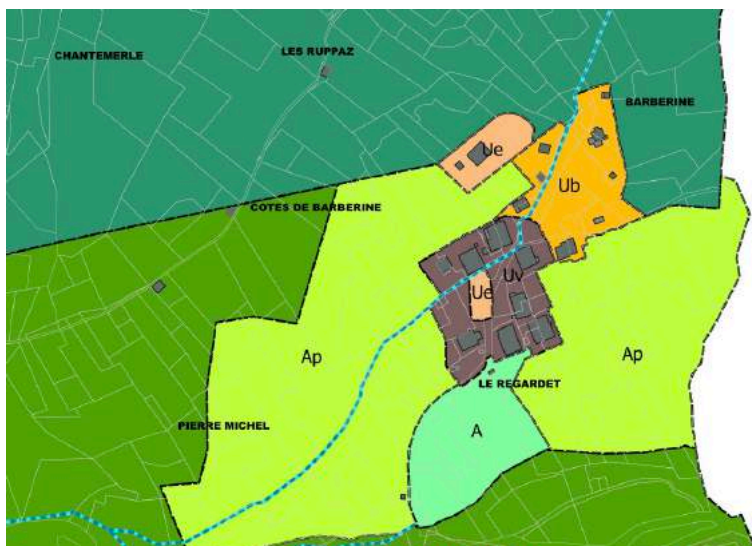 CHANTEMERLE
LES RUPPAZ
BARBERINE
Ue
Ub
COTES DE BARBERINE
Uv
Ue
Ap
Ap
LE REGARDET
PIERRE MICHEL
A